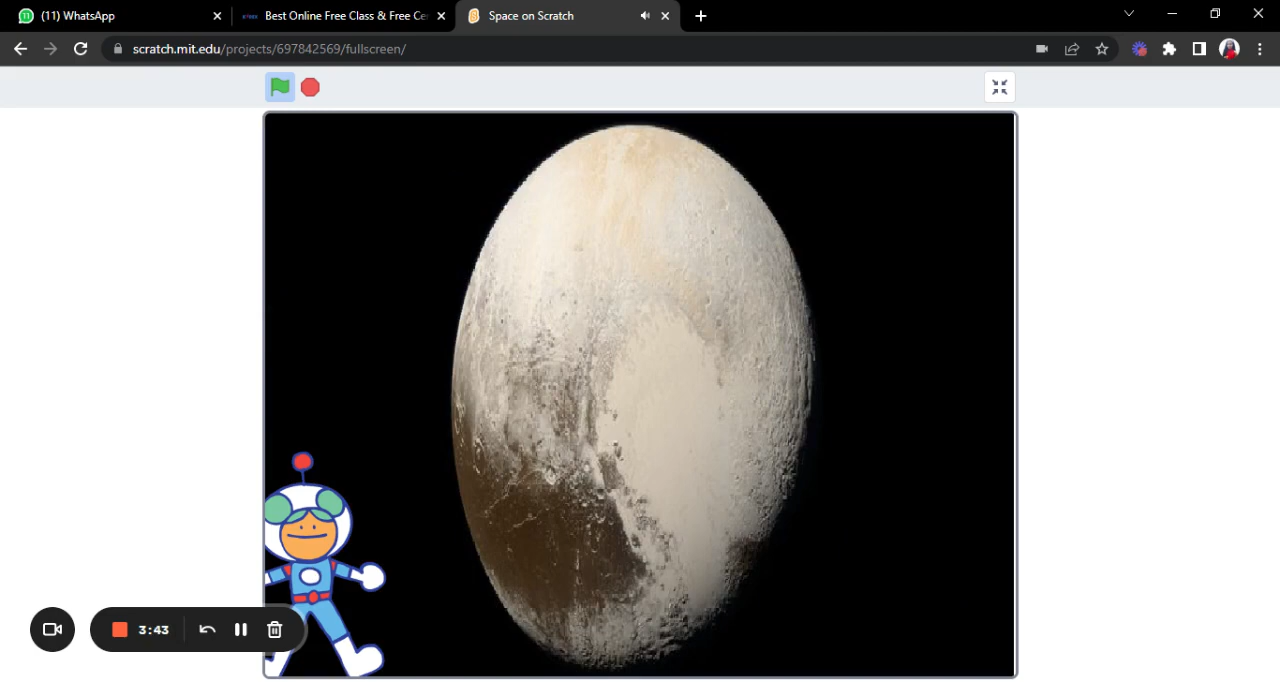 (11) WhatsApp
Best Online Free Class & Free Ce
Space on Scratch
scratch.mit.edu/projects/697842569/fullscreen/
3:43